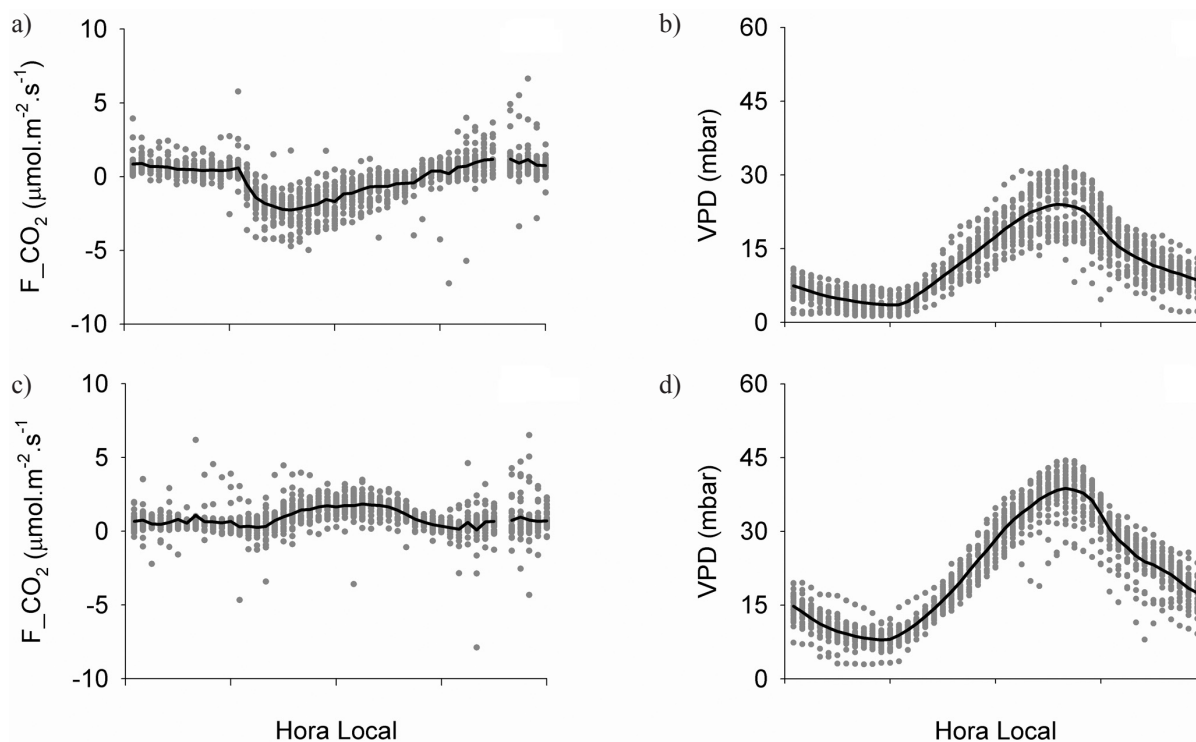 a)
F_CO₂ (μmol.m⁻².s⁻¹)
10
5
0
-5
-10
b)
VPD (mbar)
60
45
30
15
0
c)
F_CO₂ (μmol.m⁻².s⁻¹)
10
5
0
-5
-10
Hora Local
d)
VPD (mbar)
60
45
30
15
0
Hora Local